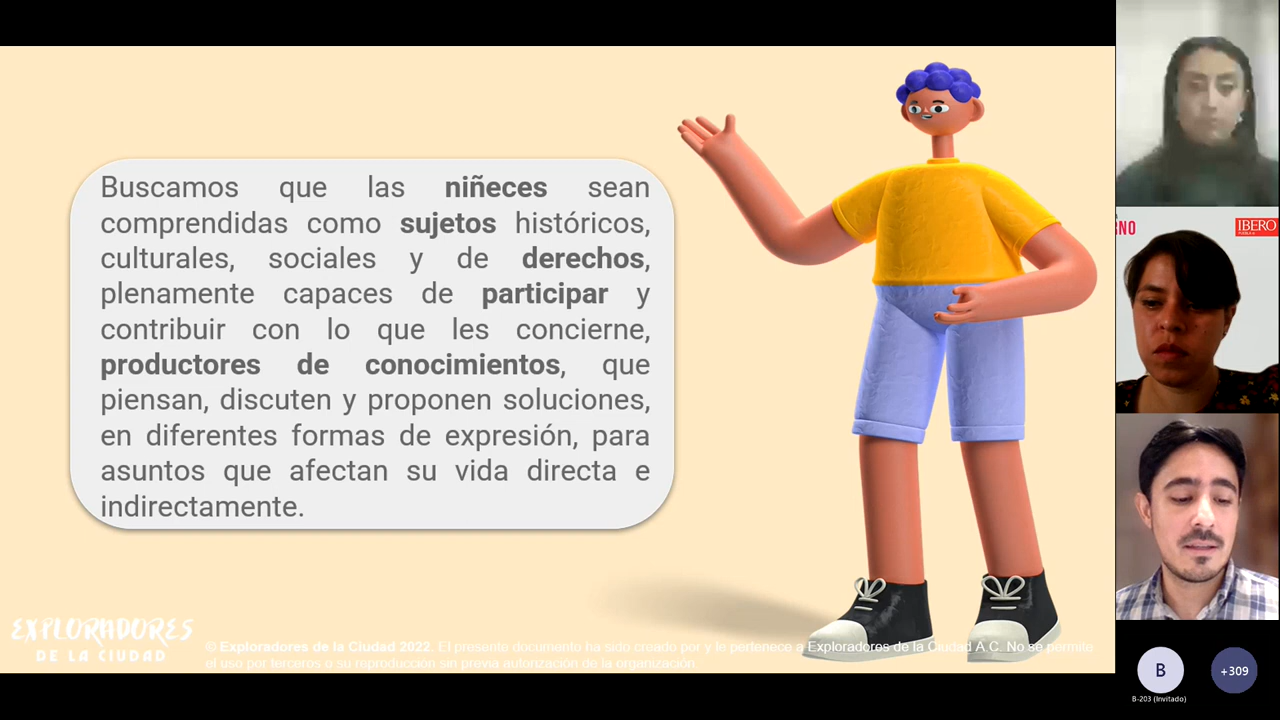 Buscamos que las niñeces sean
comprendidas como sujetos históricos,
culturales, sociales y de derechos,
plenamente capaces de participar y
contribuir con lo que les concierne,
productores de conocimientos, que
piensan, discuten y proponen soluciones,
en diferentes formas de expresión, para
asuntos que afectan su vida directa e
indirectamente.
EXPLORADORES
DE LA CIUDAD
© Exploradores de la Ciudad 2022. El presente documento ha sido creado por y le pertenece a Exploradores de la Ciudad A.C. No se permite
el uso por terceros o su reproducción sin previa autorización de la organización.
RNO
IBERO
PUEBLA
B
B-203 (Invitado)
+309